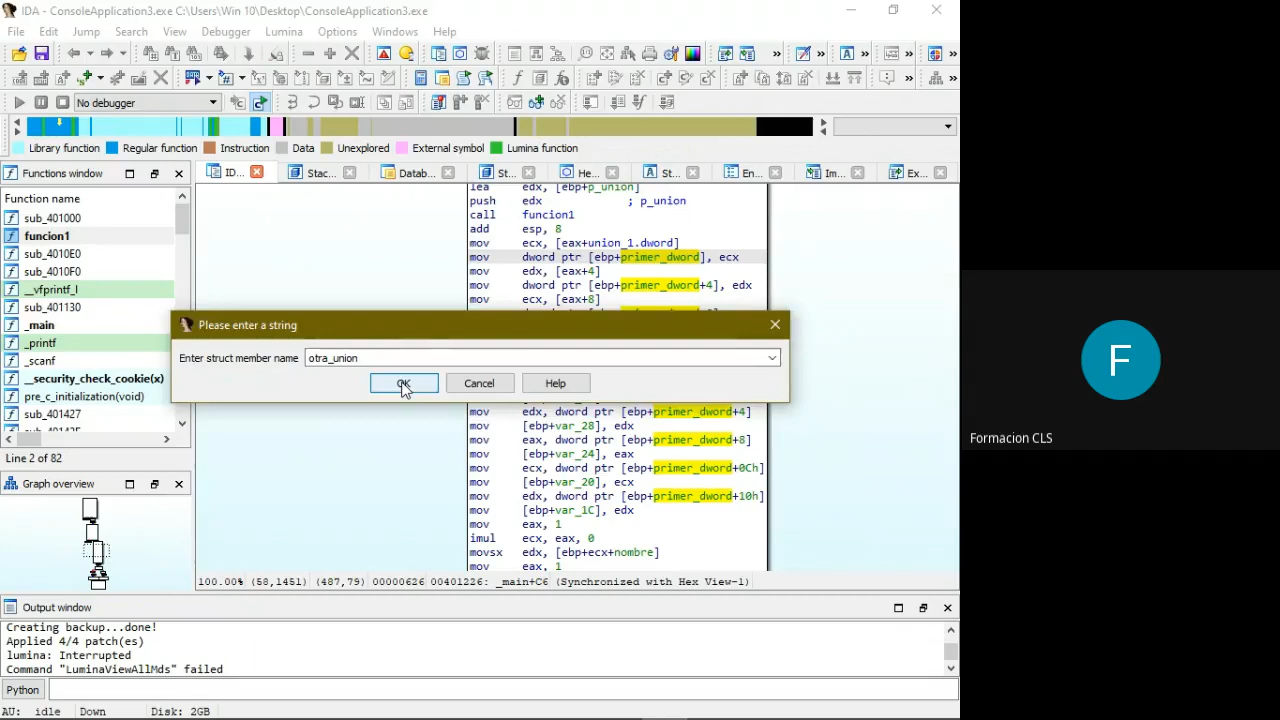 IDA - ConsoleApplication3.exe C:\Users\Win 10\Desktop\ConsoleApplication3.exe
File Edit Jump Search View Debugger Lumina Options Windows Help
No debugger
Library function Regular function Instruction Data Unexplored External symbol Lumina function
Functions window
ID... Stac... Datab... St... He... St... En... Im... Ex...
Function name
sub_401000
funcion1
sub_4010E0
sub_4010F0
__vfprintf_l
sub_401130
_main
_printf
_scanf
__security_check_cookie(x)
pre_c_initialization(void)
sub_401427
Line 2 of 82
Graph overview
lea edx, [ebp+p_union]
push edx ; p_union
call funcion1
add esp, 8
mov ecx, [eax+union_1.dword]
mov dword ptr [ebp+primer_dword], ecx
mov edx, [eax+4]
mov dword ptr [ebp+primer_dword+4], edx
mov ecx, [eax+8]
Please enter a string
Enter struct member name otra_union
OK Cancel Help
mov edx, dword ptr [ebp+primer_dword+4]
mov [ebp+var_28], edx
mov eax, dword ptr [ebp+primer_dword+8]
mov [ebp+var_24], eax
mov ecx, dword ptr [ebp+primer_dword+0Ch]
mov [ebp+var_20], ecx
mov edx, dword ptr [ebp+primer_dword+10h]
mov [ebp+var_1C], edx
mov eax, 1
imul ecx, eax, 0
movsx edx, [ebp+ecx+nombre]
mov eax, 1
100.00% (58,1451) (487,79) 00000626 00401226: _main+C6 (Synchronized with Hex View-1)
Output window
Creating backup...done!
Applied 4/4 patch(es)
lumina: Interrupted
Command "LuminaViewAllMds" failed
Python
AU: idle Down Disk: 2GB
F
Formacion CLS